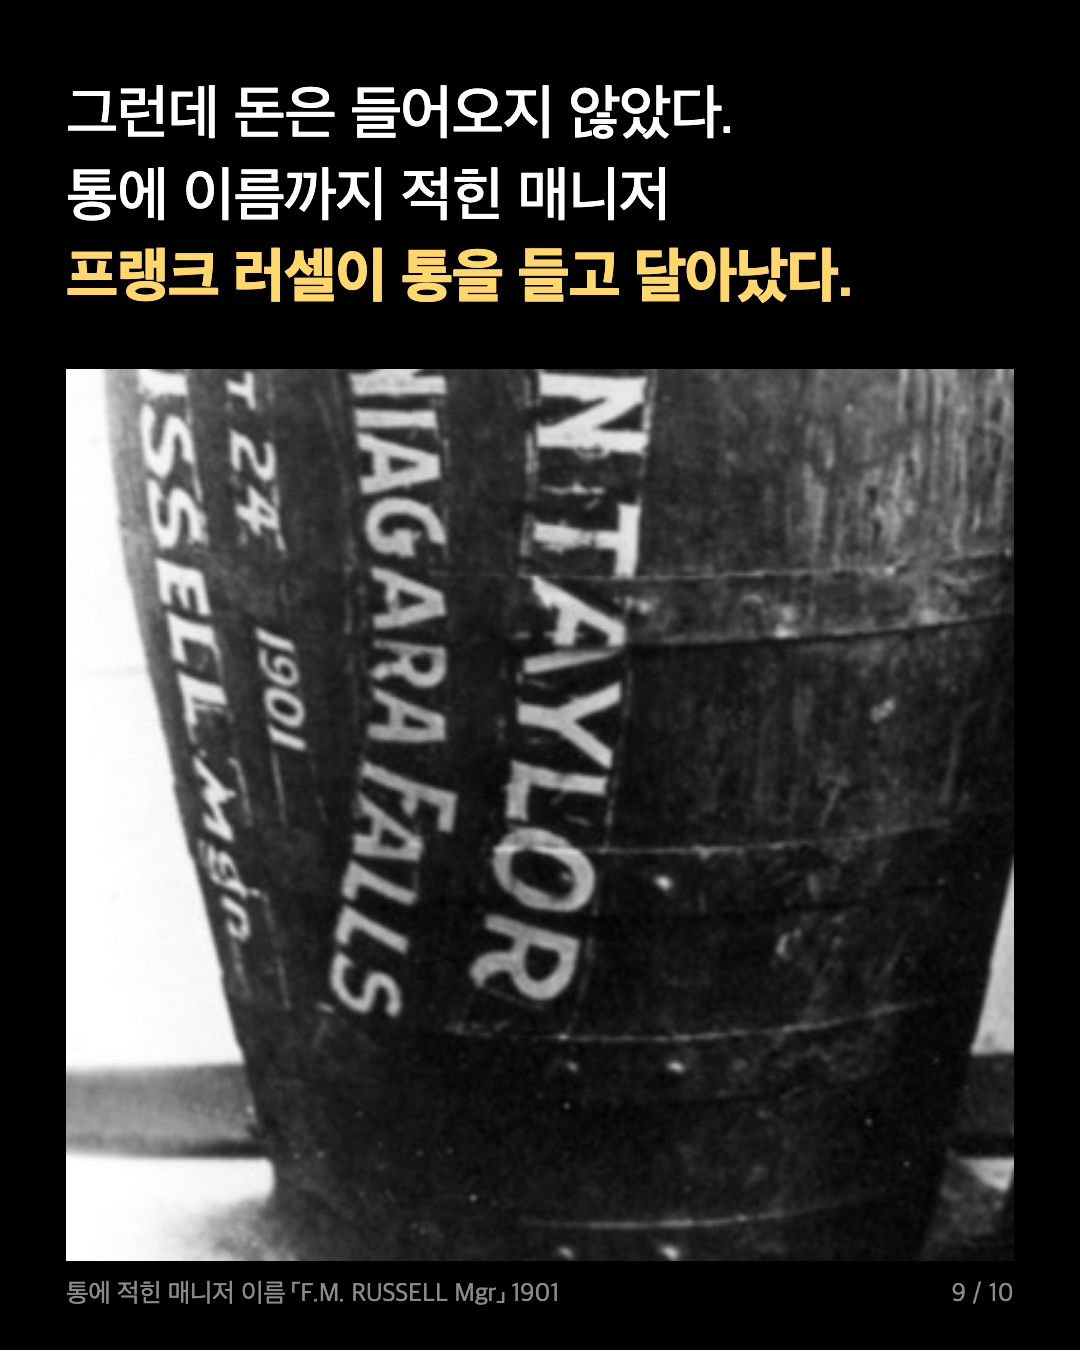 그런데 돈은 들어오지 않았다.
통에 이름까지 적힌 매니저
프랭크 러셀이 통을 들고 달아났다.
NTAYLOR
NIAGARA FALLS
T 24 1901
USSELL Mgr
통에 적힌 매니저 이름 「F.M. RUSSELL Mgr」 1901
9 / 10